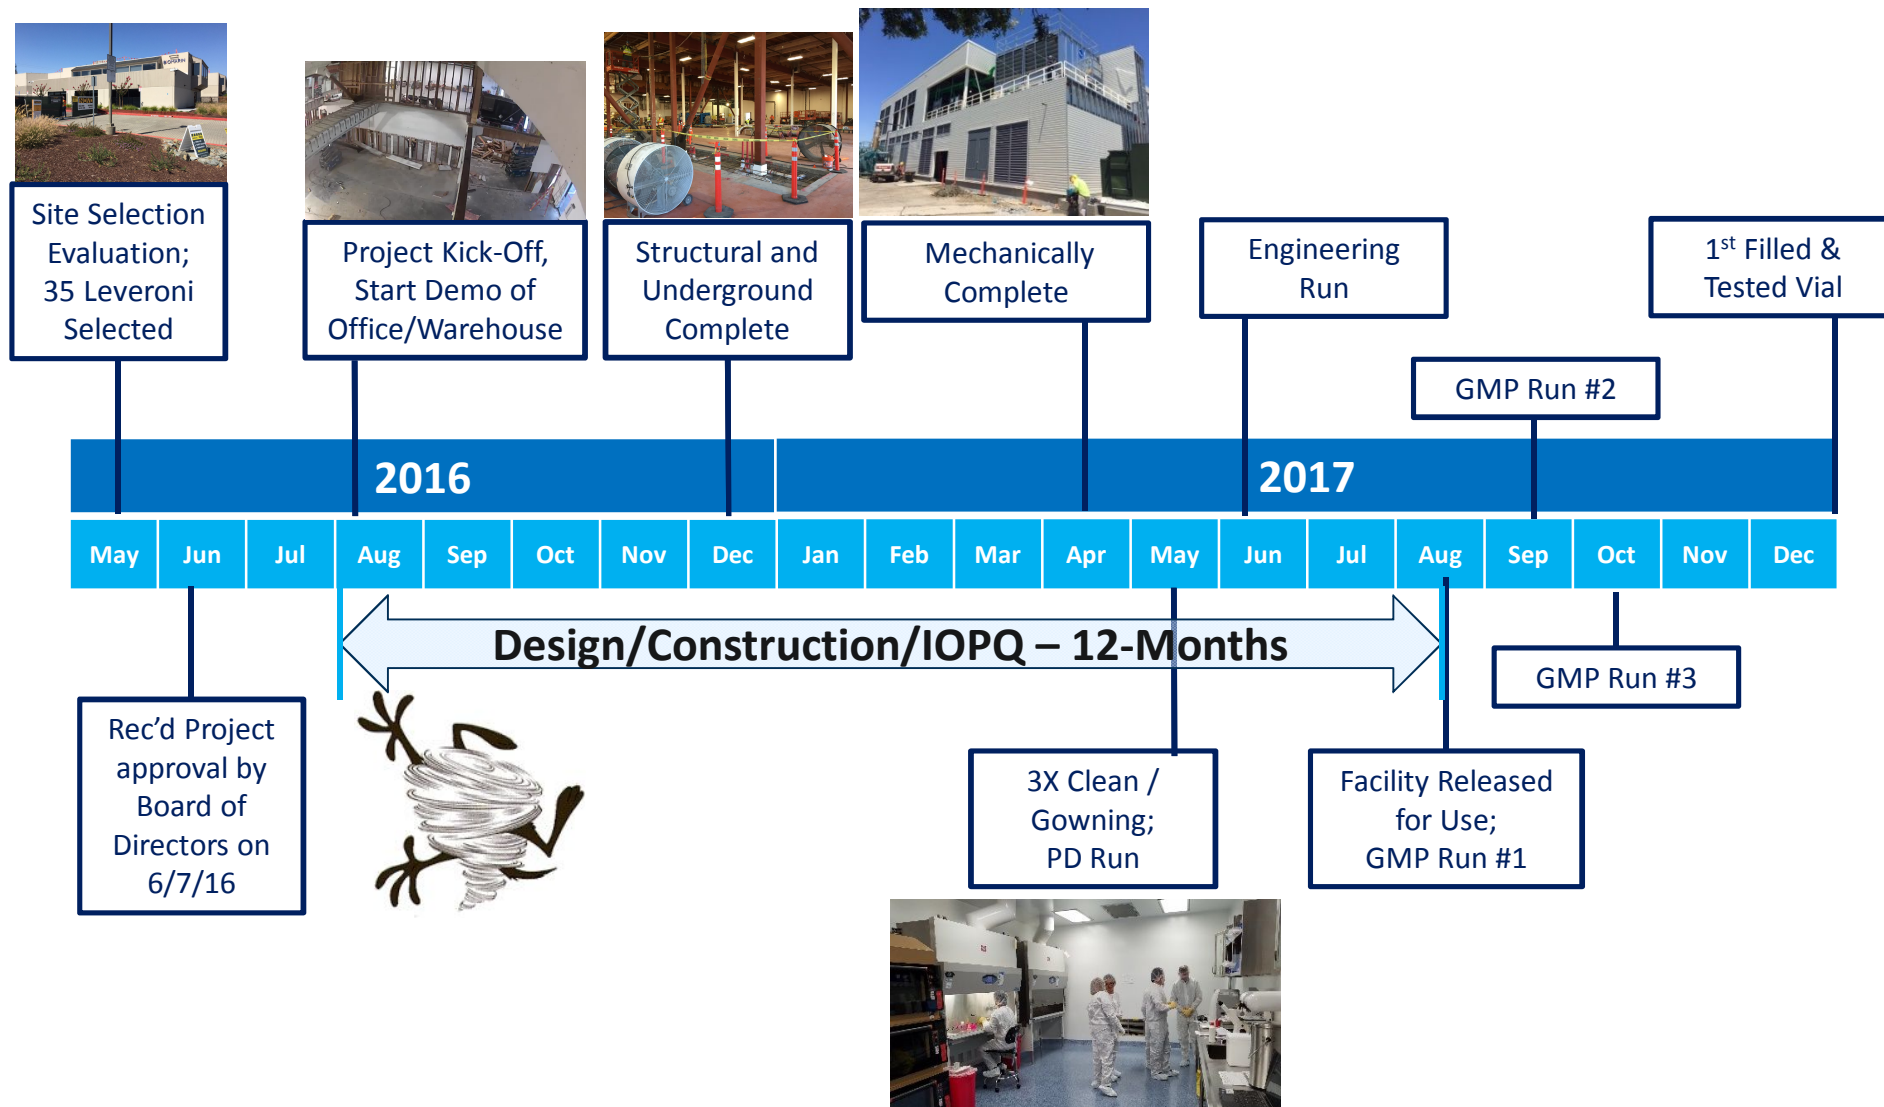 BIOMARIN
Site Selection
Evaluation;
35 Leveroni
Selected
Project Kick-Off,
Start Demo of
Office/Warehouse
Structural and
Underground
Complete
Mechanically
Complete
Engineering
Run
1st Filled &
Tested Vial
GMP Run #2
2016
2017
May Jun Jul Aug Sep Oct Nov Dec Jan Feb Mar Apr May Jun Jul Aug Sep Oct Nov Dec
Design/Construction/IOPQ – 12-Months
GMP Run #3
Rec’d Project
approval by
Board of
Directors on
6/7/16
3X Clean /
Gowning;
PD Run
Facility Released
for Use;
GMP Run #1